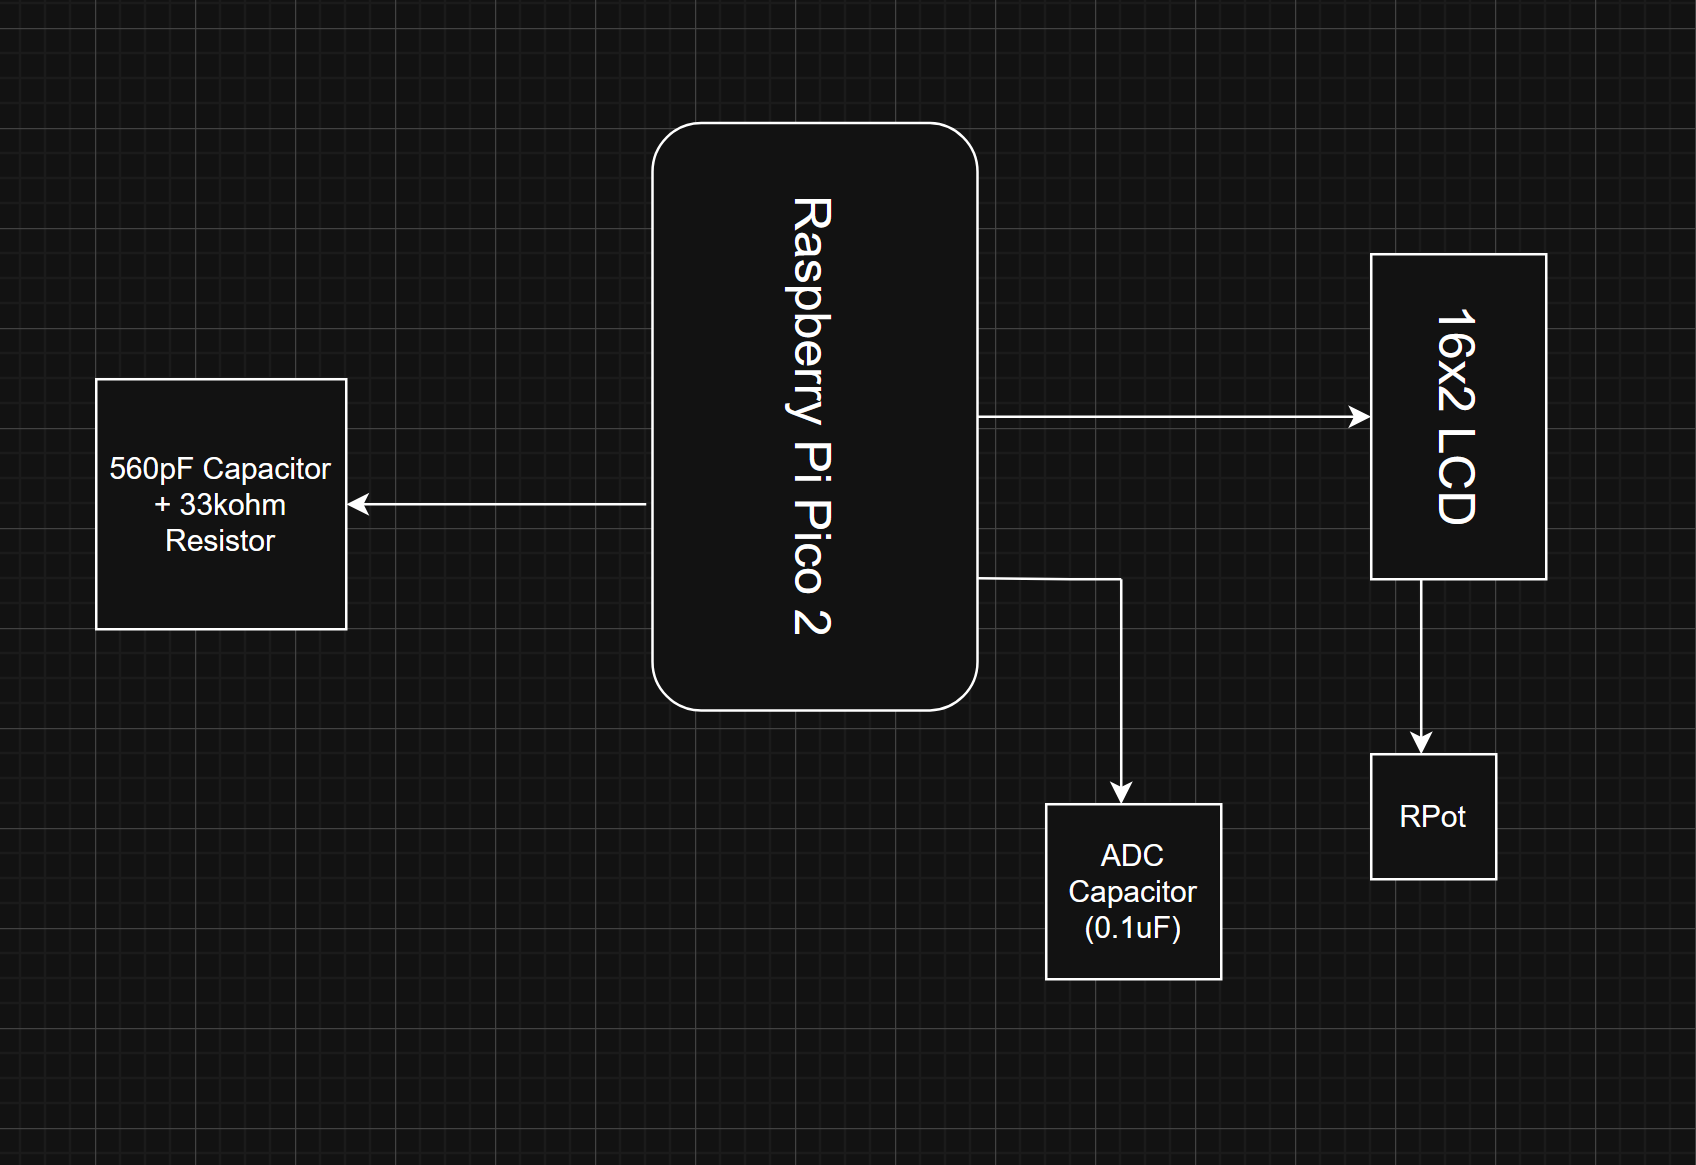 Raspberry Pi Pico 2
16x2 LCD
560pF Capacitor
+ 33kohm
Resistor
RPot
ADC
Capacitor
(0.1uF)